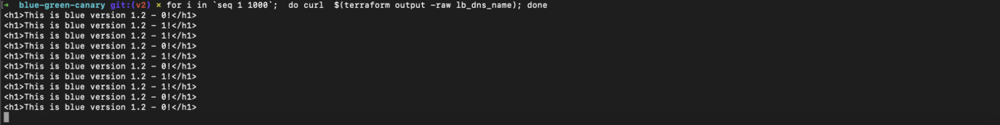 [➜  blue-green-canary git:(v2) ✗ for i in `seq 1 1000`;  do curl  $(terraform output -raw lb_dns_name); done
<h1>This is blue version 1.2 - 0!</h1>
<h1>This is blue version 1.2 - 1!</h1>
<h1>This is blue version 1.2 - 1!</h1>
<h1>This is blue version 1.2 - 0!</h1>
<h1>This is blue version 1.2 - 1!</h1>
<h1>This is blue version 1.2 - 0!</h1>
<h1>This is blue version 1.2 - 1!</h1>
<h1>This is blue version 1.2 - 1!</h1>
<h1>This is blue version 1.2 - 0!</h1>
<h1>This is blue version 1.2 - 0!</h1>